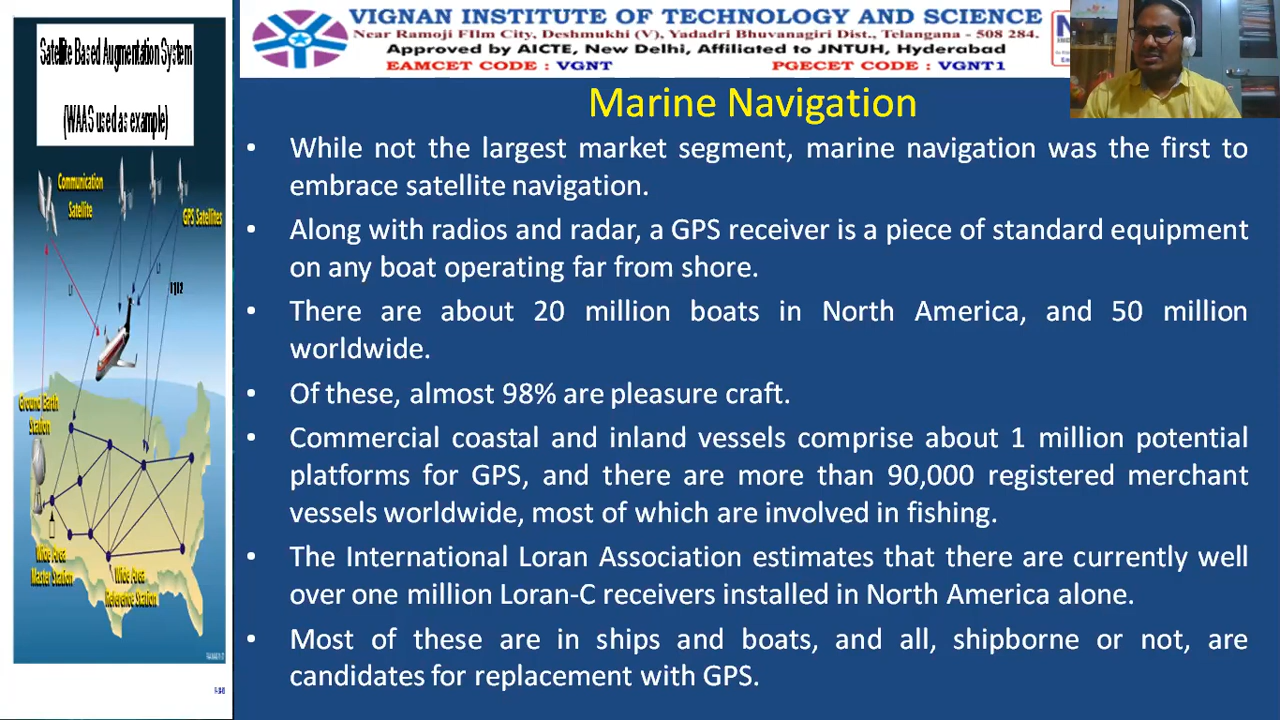 Satellite Based Augmentation System
(WAAS used as example)
Communication
Satellite
GPS Satellites
L1
L1
L1 L2
Ground Earth
Station
Wide Area
Master Station
Wide Area
Reference Station
VIGNAN INSTITUTE OF TECHNOLOGY AND SCIENCE
Near Ramoji Film City, Deshmukhi (V), Yadadri Bhuvanagiri Dist., Telangana - 508 284.
Approved by AICTE, New Delhi, Affiliated to JNTUH, Hyderabad
EAMCET CODE : VGNT PGECET CODE : VGNT1
Marine Navigation
• While not the largest market segment, marine navigation was the first to
embrace satellite navigation.
• Along with radios and radar, a GPS receiver is a piece of standard equipment
on any boat operating far from shore.
• There are about 20 million boats in North America, and 50 million
worldwide.
• Of these, almost 98% are pleasure craft.
• Commercial coastal and inland vessels comprise about 1 million potential
platforms for GPS, and there are more than 90,000 registered merchant
vessels worldwide, most of which are involved in fishing.
• The International Loran Association estimates that there are currently well
over one million Loran-C receivers installed in North America alone.
• Most of these are in ships and boats, and all, shipborne or not, are
candidates for replacement with GPS.